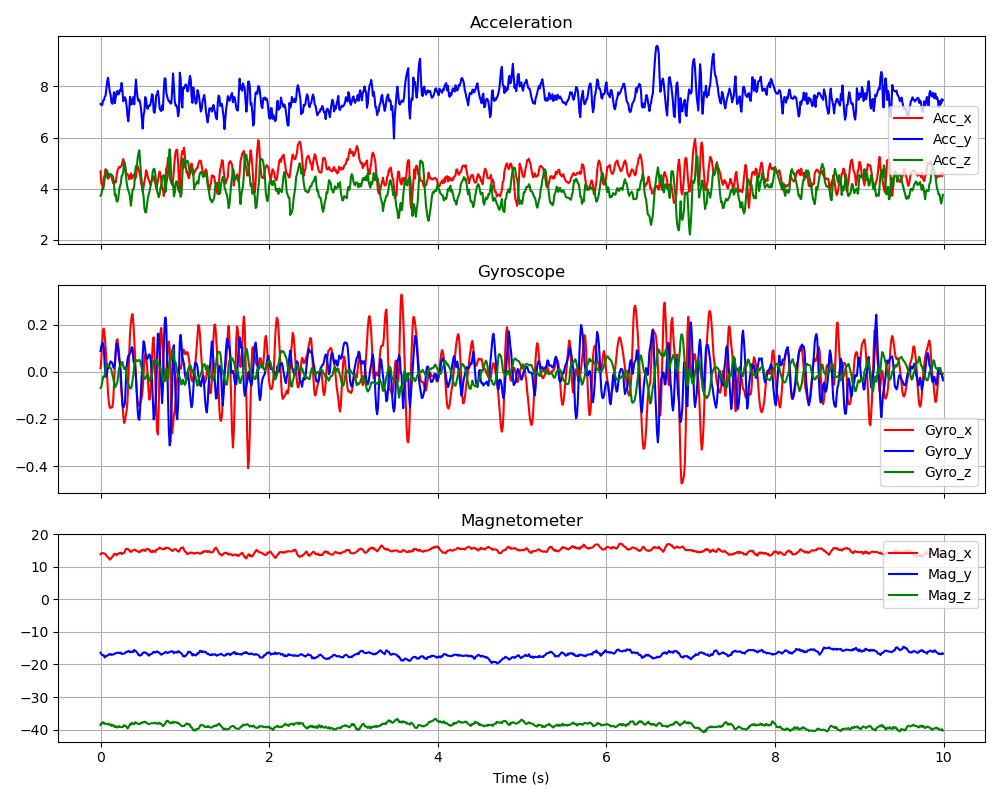 Acceleration
8
6
4
2
Acc_x
Acc_y
Acc_z
Gyroscope
0.2
0.0
−0.2
−0.4
Gyro_x
Gyro_y
Gyro_z
Magnetometer
20
10
0
−10
−20
−30
−40
Mag_x
Mag_y
Mag_z
0 2 4 6 8 10
Time (s)